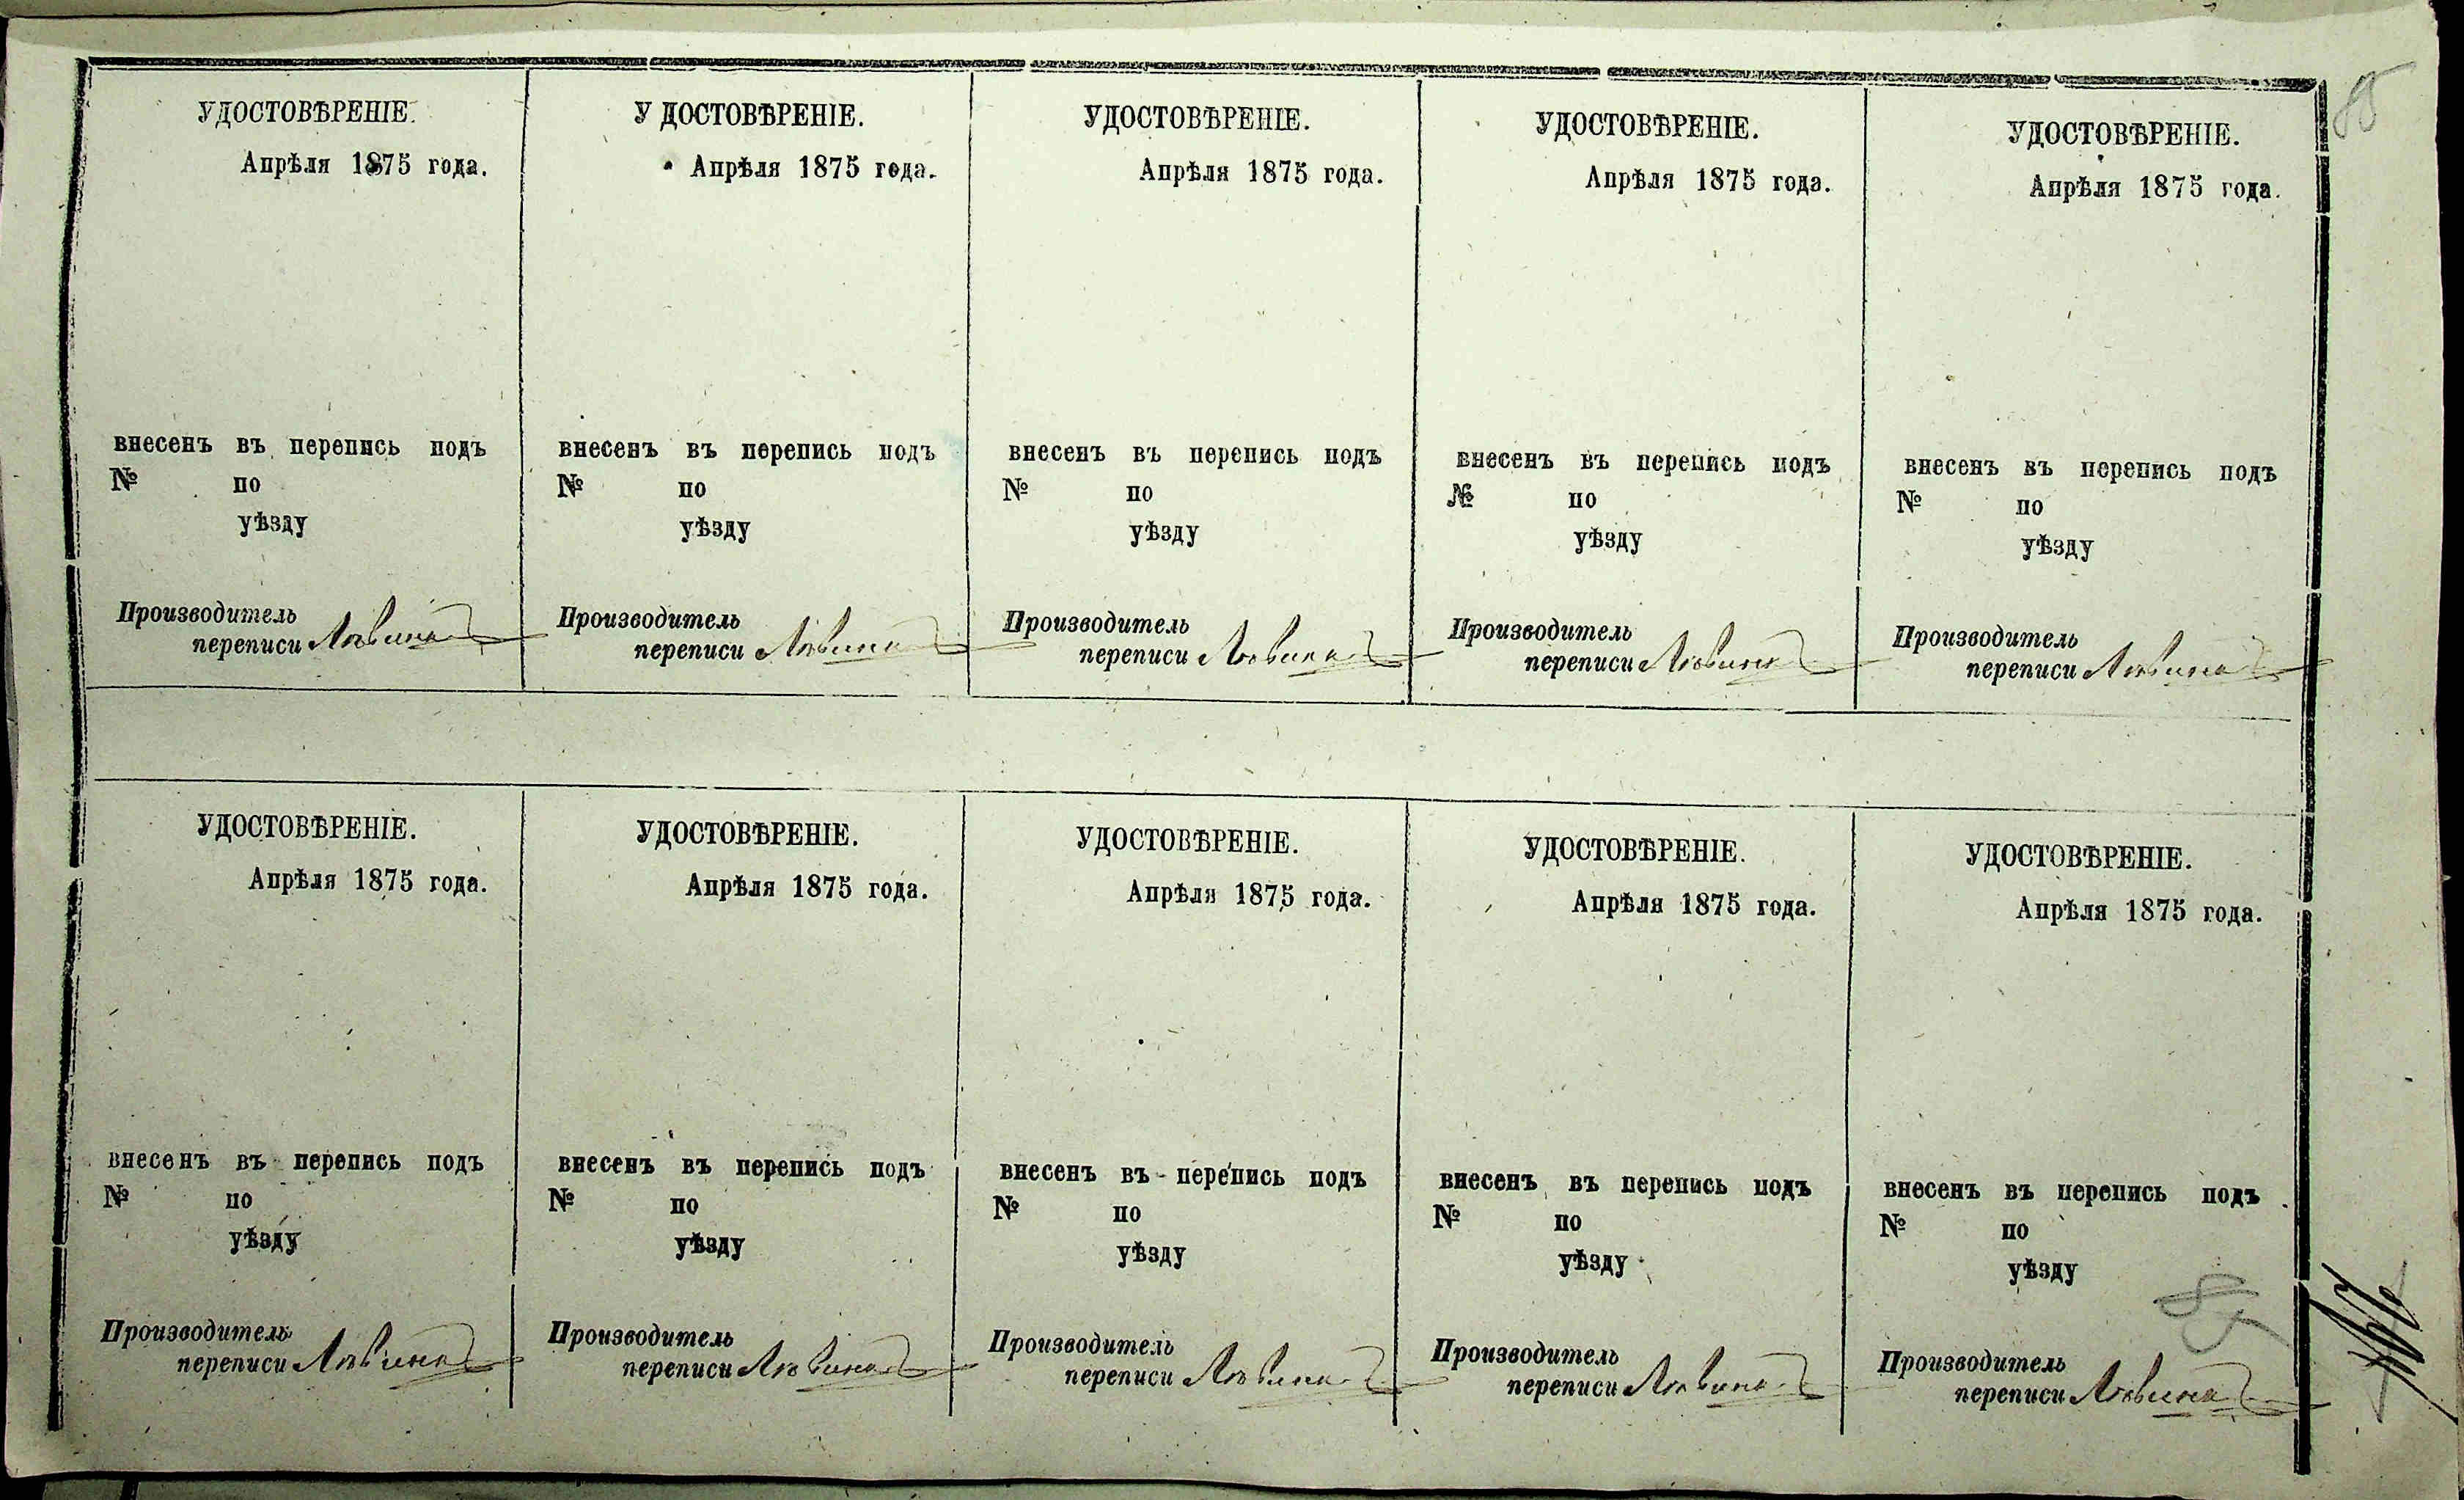 85
УДОСТОВѢРЕНІЕ.
Апрѣля 1875 года.
внесенъ въ перепись подъ
№ по
уѣзду
Производитель
переписи
У ДОСТОВѢРЕНІЕ.
Апрѣля 1875 года.
внесенъ въ перепись подъ
№ по
уѣзду
Производитель
переписи
УДОСТОВѢРЕНІЕ.
Апрѣля 1875 года.
внесенъ въ перепись подъ
№ по
уѣзду
Производитель
переписи
УДОСТОВѢРЕНІЕ.
Апрѣля 1875 года.
внесенъ въ перепись подъ
№ по
уѣзду
Производитель
переписи
УДОСТОВѢРЕНІЕ.
Апрѣля 1875 года.
внесенъ въ перепись подъ
№ по
уѣзду
Производитель
переписи
УДОСТОВѢРЕНІЕ.
Апрѣля 1875 года.
внесенъ въ перепись подъ
№ по
уѣзду
Производитель
переписи
УДОСТОВѢРЕНІЕ.
Апрѣля 1875 года.
внесенъ въ перепись подъ
№ по
уѣзду
Производитель
переписи
УДОСТОВѢРЕНІЕ.
Апрѣля 1875 года.
внесенъ въ перепись подъ
№ по
уѣзду
Производитель
переписи
УДОСТОВѢРЕНІЕ.
Апрѣля 1875 года.
внесенъ въ перепись подъ
№ по
уѣзду
Производитель
переписи
УДОСТОВѢРЕНІЕ.
Апрѣля 1875 года.
внесенъ въ перепись подъ
№ по
уѣзду
Производитель
переписи